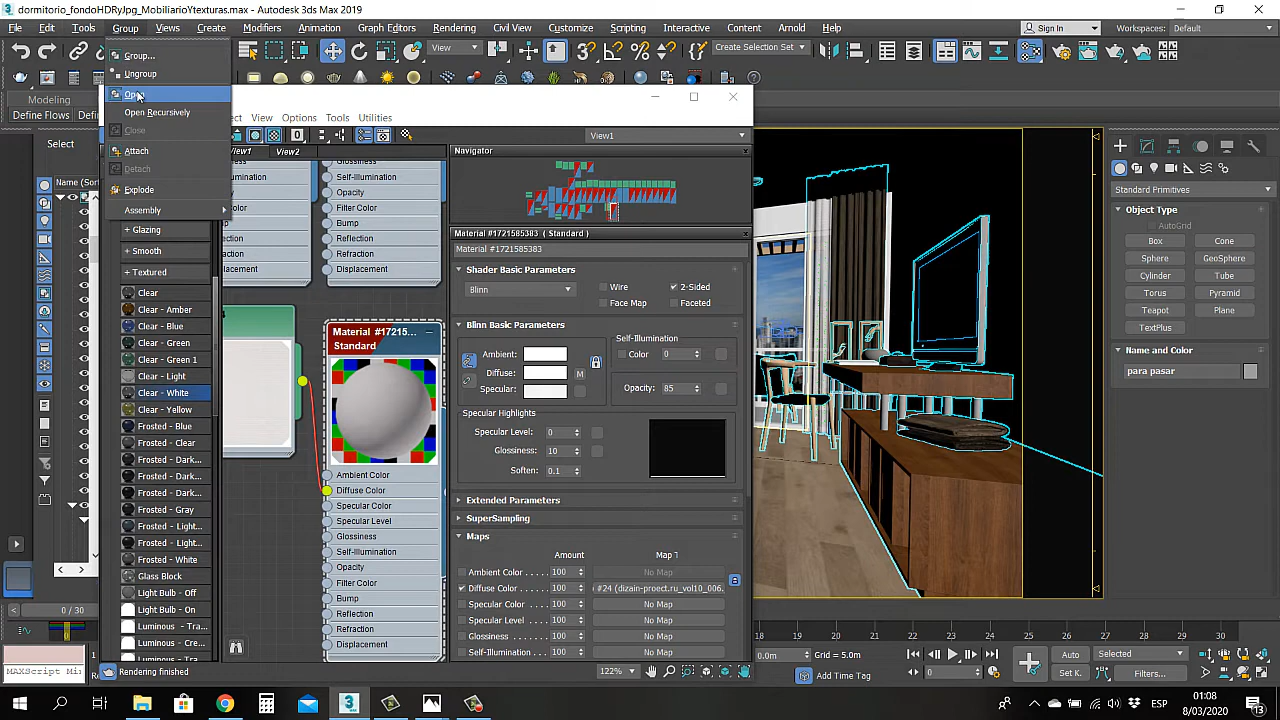 dormitorio_fondoHDRyJpg_MobiliarioYtexturas.max - Autodesk 3ds Max 2019
File Edit Tools Group Views Create Modifiers Animation Graph Editors Rendering Civil View Customize Scripting Interactive Content Arnold Help Sign In Workspaces: Default
View
Create Selection Set
Modeling
Define Flows
Select
Name (Sort
Group...
Ungroup
Open
Open Recursively
Close
Attach
Detach
Explode
Assembly
Options Tools Utilities
View1 View2
View1
+ Glazing
+ Smooth
+ Textured
Clear
Clear - Amber
Clear - Blue
Clear - Green
Clear - Green 1
Clear - Light
Clear - White
Clear - Yellow
Frosted - Blue
Frosted - Clear
Frosted - Dark...
Frosted - Dark...
Frosted - Dark...
Frosted - Gray
Frosted - Light...
Frosted - Light...
Frosted - White
Glass Block
Light Bulb - Off
Light Bulb - On
Luminous - Tra...
Luminous - Cre...
Glossiness
Self-Illumination
Opacity
Filter Color
Bump
Reflection
Refraction
Displacement
Material #17215...
Standard
Ambient Color
Diffuse Color
Specular Color
Specular Level
Glossiness
Self-Illumination
Opacity
Filter Color
Bump
Reflection
Refraction
Displacement
Navigator
Material #1721585383 ( Standard )
Material #1721585383
Shader Basic Parameters
Blinn
Wire
2-Sided
Face Map
Faceted
Blinn Basic Parameters
Self-Illumination
Ambient:
Color 0
Diffuse: M
Specular:
Opacity: 85
Specular Highlights
Specular Level: 0
Glossiness: 10
Soften: 0.1
Extended Parameters
SuperSampling
Maps
Amount Map
Ambient Color . . . . . 100 No Map
Diffuse Color . . . . . 100 #24 (dizain-proect.ru_vol10_006.
Specular Color . . . . 100 No Map
Specular Level . . . . 100 No Map
Glossiness . . . . . . 100 No Map
Self-Illumination . . . 100 No Map
122%
Standard Primitives
Object Type
AutoGrid
Box Cone
Sphere GeoSphere
Cylinder Tube
Torus Pyramid
Teapot Plane
TextPlus
Name and Color
para pasar
0 / 30
18 19 20 21 22 23 24 25 26 27 28 29 30
0.0m Grid = 5.0m
Add Time Tag
Auto Selected
Set K. Filters...
0
MAXScript Mi
Rendering finished
ESP
01:08
8/03/2020
13